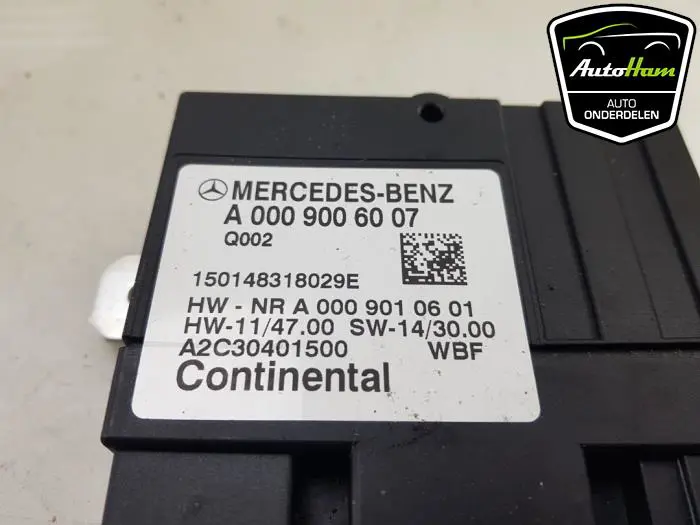 AutoHam
AUTO
ONDERDELEN
MERCEDES-BENZ
A 000 900 60 07
Q002
150148318029E
HW - NR A 000 901 06 01
HW-11/47.00 SW-14/30.00
A2C30401500 WBF
Continental